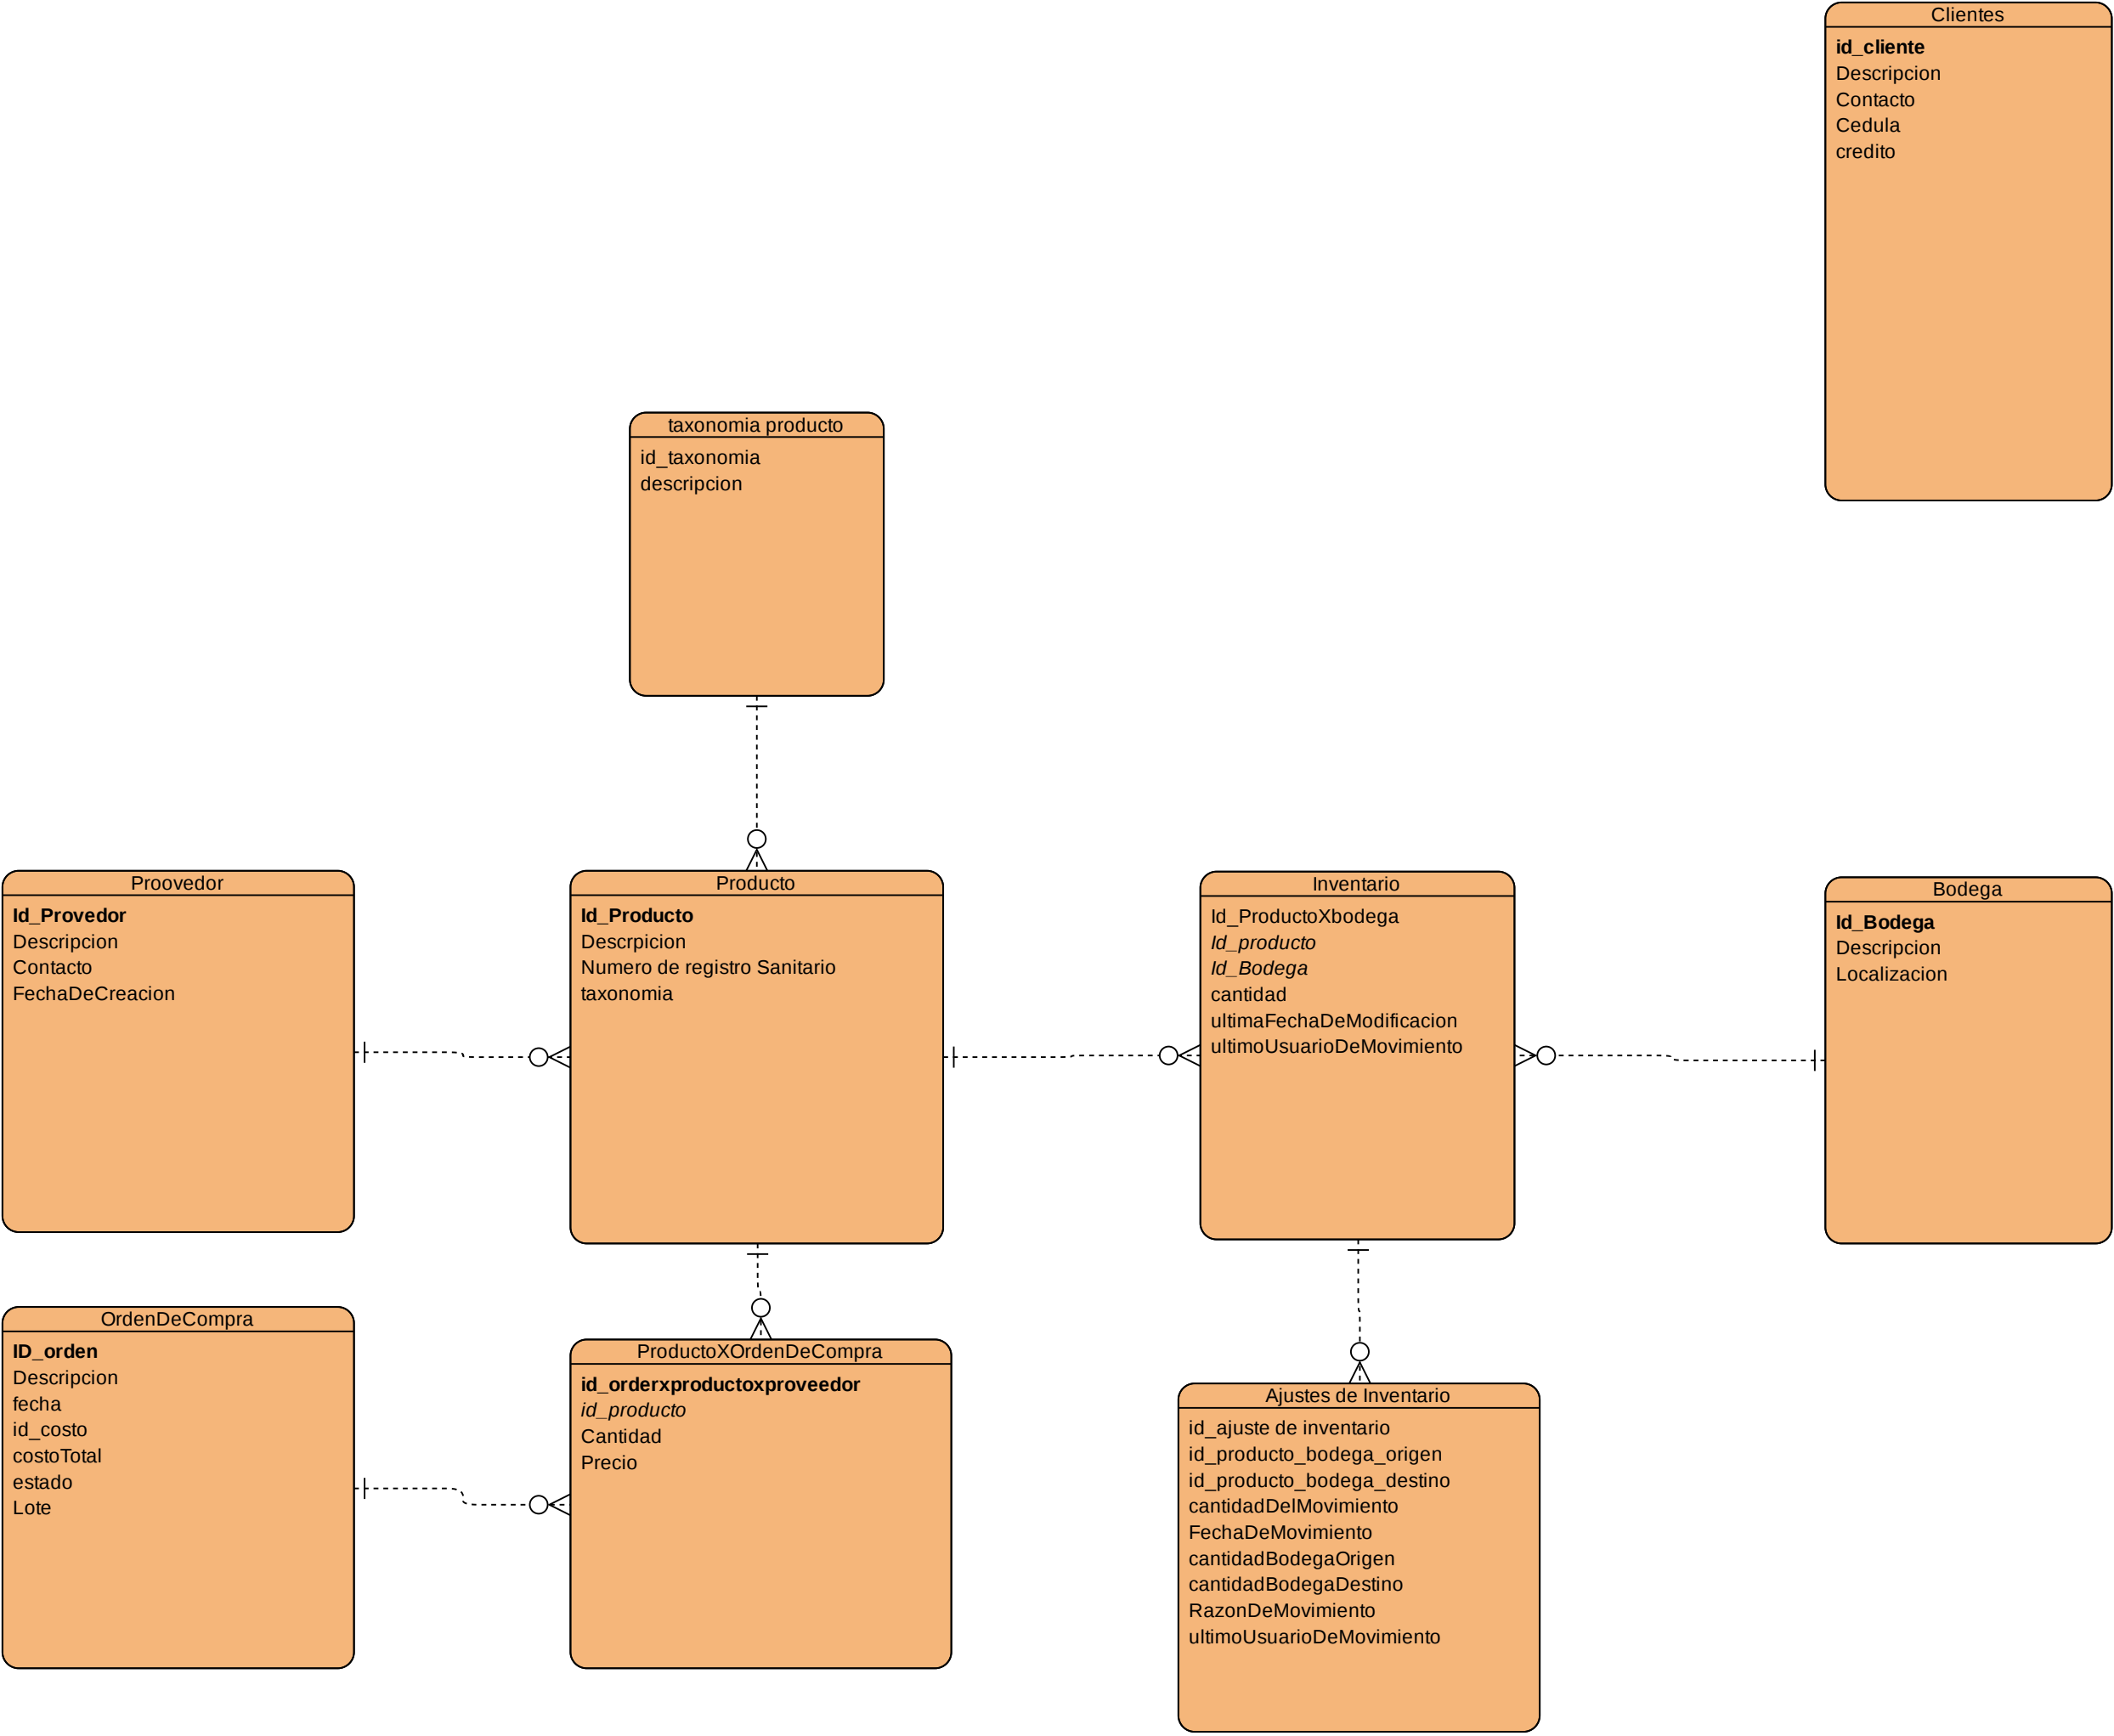 Clientes
id_cliente
Descripcion
Contacto
Cedula
credito
taxonomia producto
id_taxonomia
descripcion
Proovedor
Id_Provedor
Descripcion
Contacto
FechaDeCreacion
Producto
Id_Producto
Descrpicion
Numero de registro Sanitario
taxonomia
Inventario
Id_ProductoXbodega
Id_producto
Id_Bodega
cantidad
ultimaFechaDeModificacion
ultimoUsuarioDeMovimiento
Bodega
Id_Bodega
Descripcion
Localizacion
OrdenDeCompra
ID_orden
Descripcion
fecha
id_costo
costoTotal
estado
Lote
ProductoXOrdenDeCompra
id_orderxproductoxproveedor
id_producto
Cantidad
Precio
Ajustes de Inventario
id_ajuste de inventario
id_producto_bodega_origen
id_producto_bodega_destino
cantidadDelMovimiento
FechaDeMovimiento
cantidadBodegaOrigen
cantidadBodegaDestino
RazonDeMovimiento
ultimoUsuarioDeMovimiento